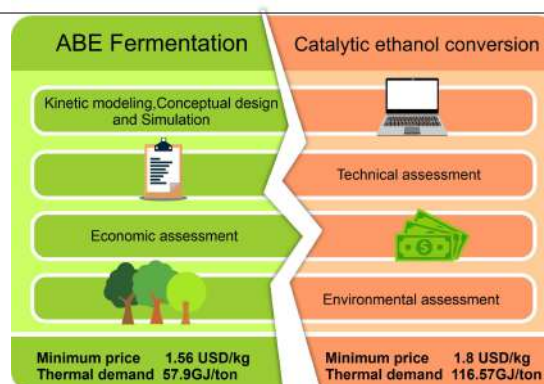 ABE Fermentation
Catalytic ethanol conversion
Kinetic modeling,Conceptual design
and Simulation
Technical assessment
Economic assessment
$
Environmental assessment
Minimum price 1.56 USD/kg
Thermal demand 57.9GJ/ton
Minimum price 1.8 USD/kg
Thermal demand 116.57GJ/ton